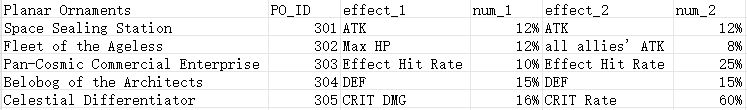 Planar Ornaments PO_ID effect_1 num_1 effect_2 num_2
Space Sealing Station 301 ATK 12% ATK 12%
Fleet of the Ageless 302 Max HP 12% all allies' ATK 8%
Pan-Cosmic Commercial Enterprise 303 Effect Hit Rate 10% Effect Hit Rate 25%
Belobog of the Architects 304 DEF 15% DEF 15%
Celestial Differentiator 305 CRIT DMG 16% CRIT Rate 60%